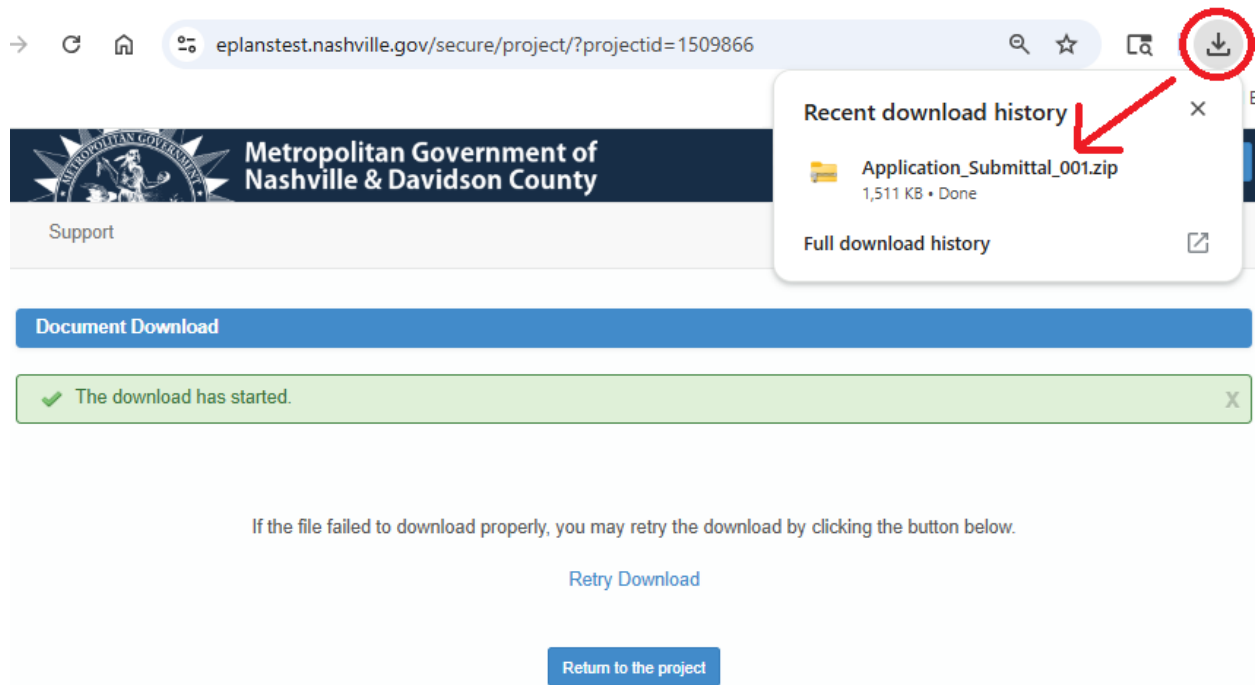 eplanstest.nashville.gov/secure/project/?projectid=1509866
Recent download history
Application_Submittal_001.zip
1,511 KB • Done
Full download history
METROPOLITAN GOVERNMENT
Metropolitan Government of
Nashville & Davidson County
Support
Document Download
The download has started.
X
If the file failed to download properly, you may retry the download by clicking the button below.
Retry Download
Return to the project